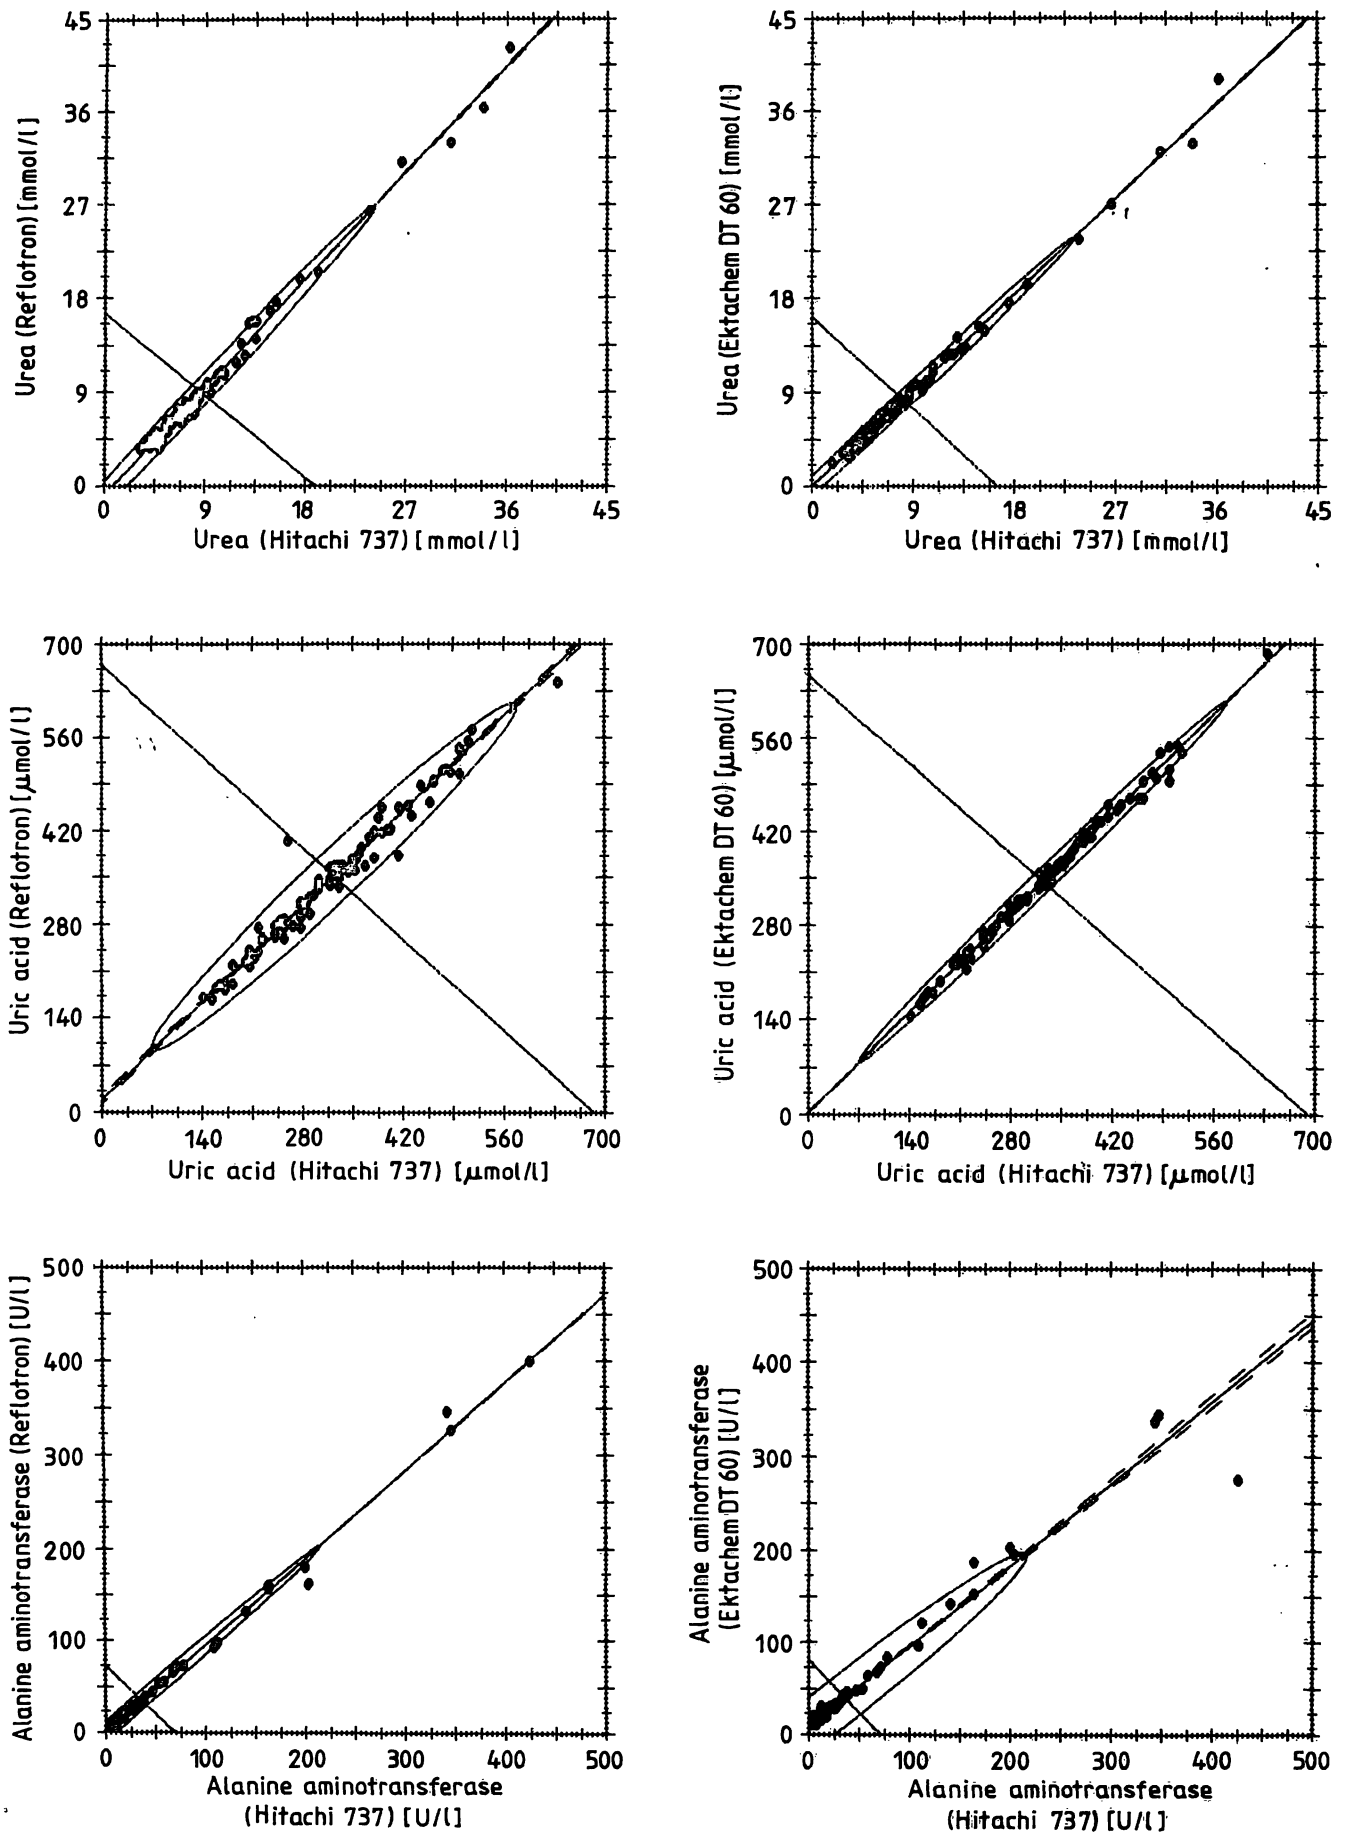 45
36
27
18
9
0
Urea (Reflotron) [mmol/l]
0 9 18 27 36 45
Urea (Hitachi 737) [mmol/l]
45
36
27
18
9
0
Urea (Ektachem DT 60) [mmol/l]
0 9 18 27 36 45
Urea (Hitachi 737) [mmol/l]
700
560
420
280
140
0
Uric acid (Reflotron) [μmol/l]
0 140 280 420 560 700
Uric acid (Hitachi 737) [μmol/l]
700
560
420
280
140
0
Uric acid (Ektachem DT 60) [μmol/l]
0 140 280 420 560 700
Uric acid (Hitachi 737) [μmol/l]
500
400
300
200
100
0
Alanine aminotransferase (Reflotron) [U/l]
0 100 200 300 400 500
Alanine aminotransferase
(Hitachi 737) [U/l]
500
400
300
200
100
0
Alanine aminotransferase
(Ektachem DT 60) [U/l]
0 100 200 300 400 500
Alanine aminotransferase
(Hitachi 737) [U/l]